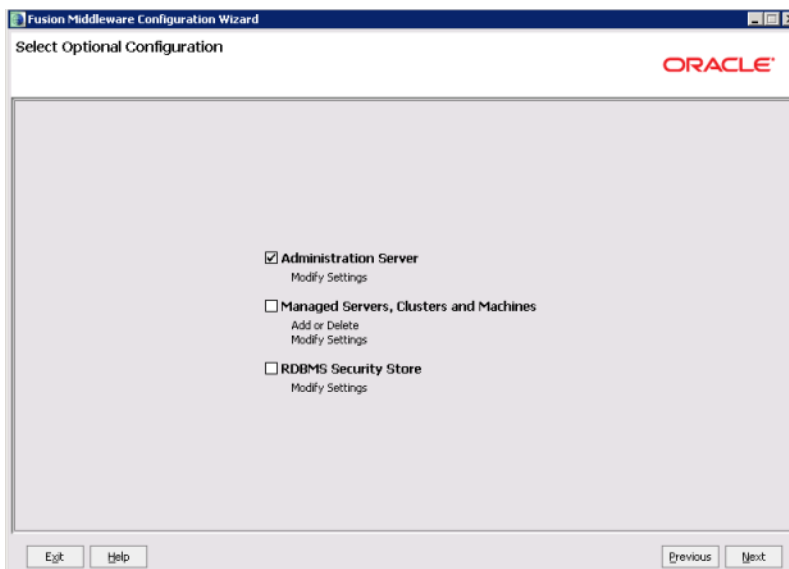 Fusion Middleware Configuration Wizard
Select Optional Configuration
ORACLE
Administration Server
Modify Settings
Managed Servers, Clusters and Machines
Add or Delete
Modify Settings
RDBMS Security Store
Modify Settings
Exit Help Previous Next